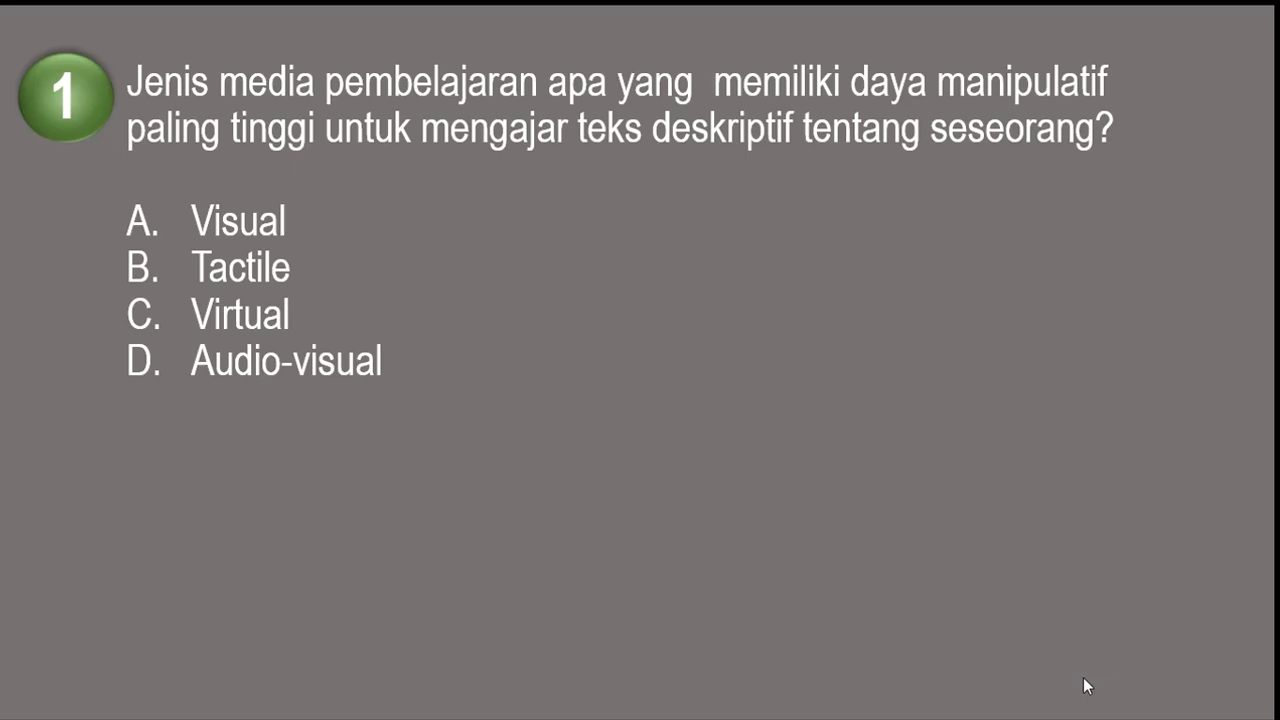 1
Jenis media pembelajaran apa yang  memiliki daya manipulatif
paling tinggi untuk mengajar teks deskriptif tentang seseorang?
A. Visual
B. Tactile
C. Virtual
D. Audio-visual